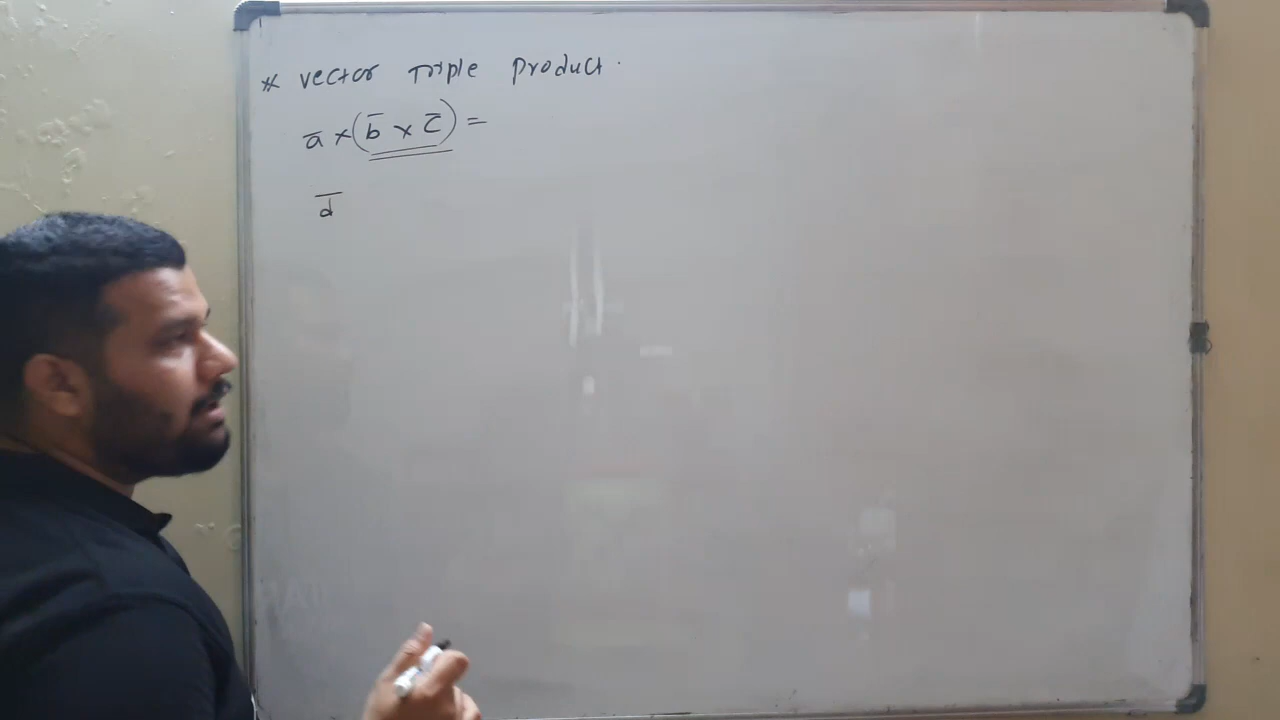 * vector Triple Product.
a̅ × (b̅ × c̅) =
d̅